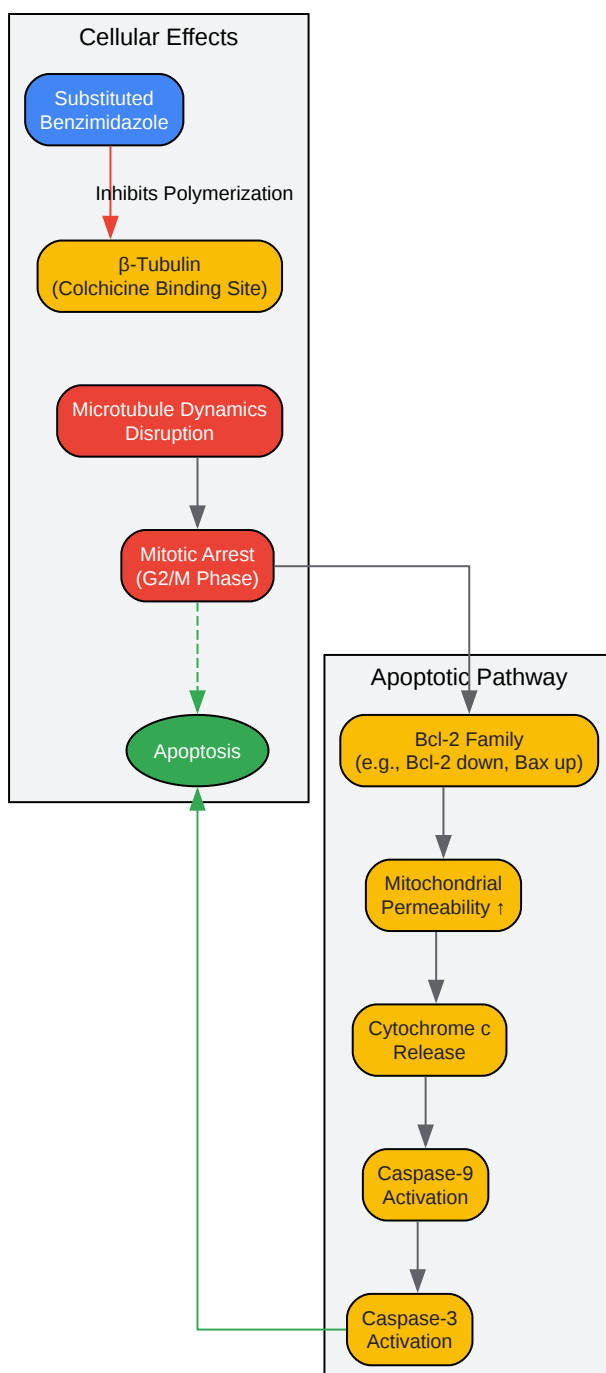 Cellular Effects
Substituted
Benzimidazole
Inhibits Polymerization
β-Tubulin
(Colchicine Binding Site)
Microtubule Dynamics
Disruption
Mitotic Arrest
(G2/M Phase)
Apoptosis
Apoptotic Pathway
Bcl-2 Family
(e.g., Bcl-2 down, Bax up)
Mitochondrial
Permeability ↑
Cytochrome c
Release
Caspase-9
Activation
Caspase-3
Activation